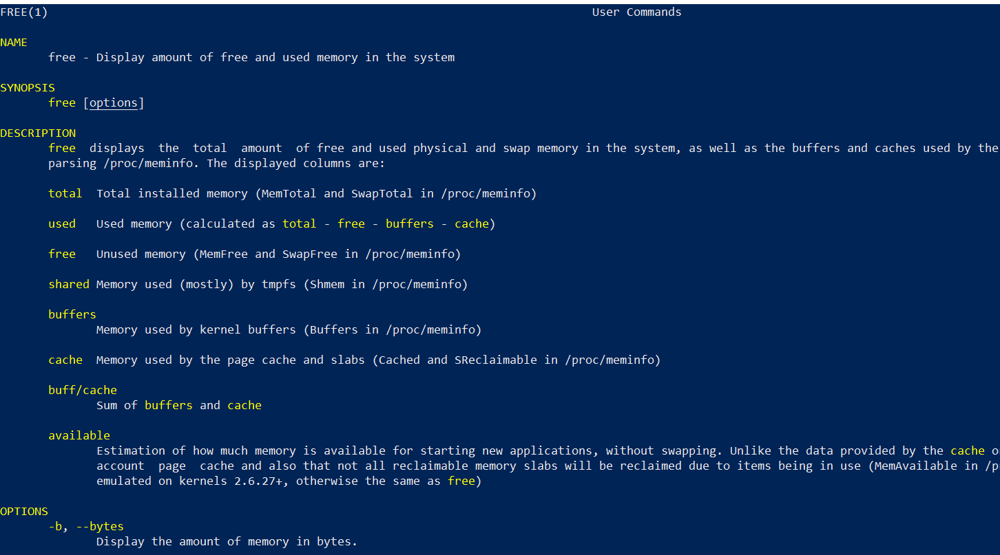 FREE(1) User Commands
NAME
free - Display amount of free and used memory in the system
SYNOPSIS
free [options]
DESCRIPTION
free displays the total amount of free and used physical and swap memory in the system, as well as the buffers and caches used by the
parsing /proc/meminfo. The displayed columns are:
total Total installed memory (MemTotal and SwapTotal in /proc/meminfo)
used Used memory (calculated as total - free - buffers - cache)
free Unused memory (MemFree and SwapFree in /proc/meminfo)
shared Memory used (mostly) by tmpfs (Shmem in /proc/meminfo)
buffers
Memory used by kernel buffers (Buffers in /proc/meminfo)
cache Memory used by the page cache and slabs (Cached and SReclaimable in /proc/meminfo)
buff/cache
Sum of buffers and cache
available
Estimation of how much memory is available for starting new applications, without swapping. Unlike the data provided by the cache
account page cache and also that not all reclaimable memory slabs will be reclaimed due to items being in use (MemAvailable in
emulated on kernels 2.6.27+, otherwise the same as free)
OPTIONS
-b, --bytes
Display the amount of memory in bytes.